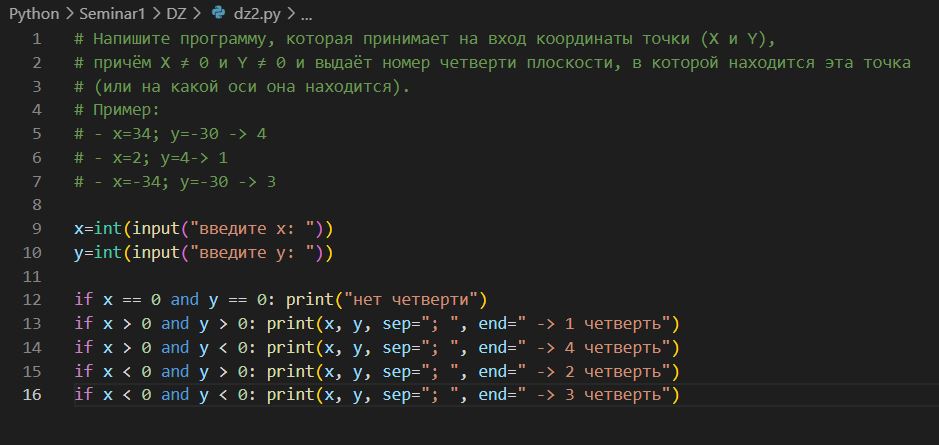 Python > Seminar1 > DZ > dz2.py > ...
1 # Напишите программу, которая принимает на вход координаты точки (X и Y),
2 # причём X ≠ 0 и Y ≠ 0 и выдаёт номер четверти плоскости, в которой находится эта точка
3 # (или на какой оси она находится).
4 # Пример:
5 # - x=34; y=-30 -> 4
6 # - x=2; y=4-> 1
7 # - x=-34; y=-30 -> 3
8
9 x=int(input("введите x: "))
10 y=int(input("введите y: "))
11
12 if x == 0 and y == 0: print("нет четверти")
13 if x > 0 and y > 0: print(x, y, sep="; ", end=" -> 1 четверть")
14 if x > 0 and y < 0: print(x, y, sep="; ", end=" -> 4 четверть")
15 if x < 0 and y > 0: print(x, y, sep="; ", end=" -> 2 четверть")
16 if x < 0 and y < 0: print(x, y, sep="; ", end=" -> 3 четверть")